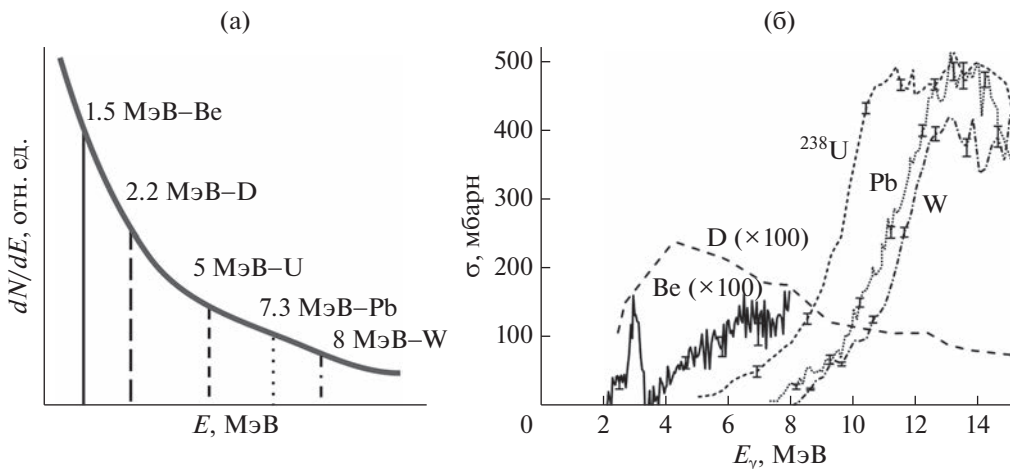 (а)
dN/dE, отн. ед.
1.5 МэВ–Be
2.2 МэВ–D
5 МэВ–U
7.3 МэВ–Pb
8 МэВ–W
E, МэВ
(б)
σ, мбарн
500
400
300
200
100
0
238U
Pb
W
D (×100)
Be (×100)
2 4 6 8 10 12 14
Eγ, МэВ